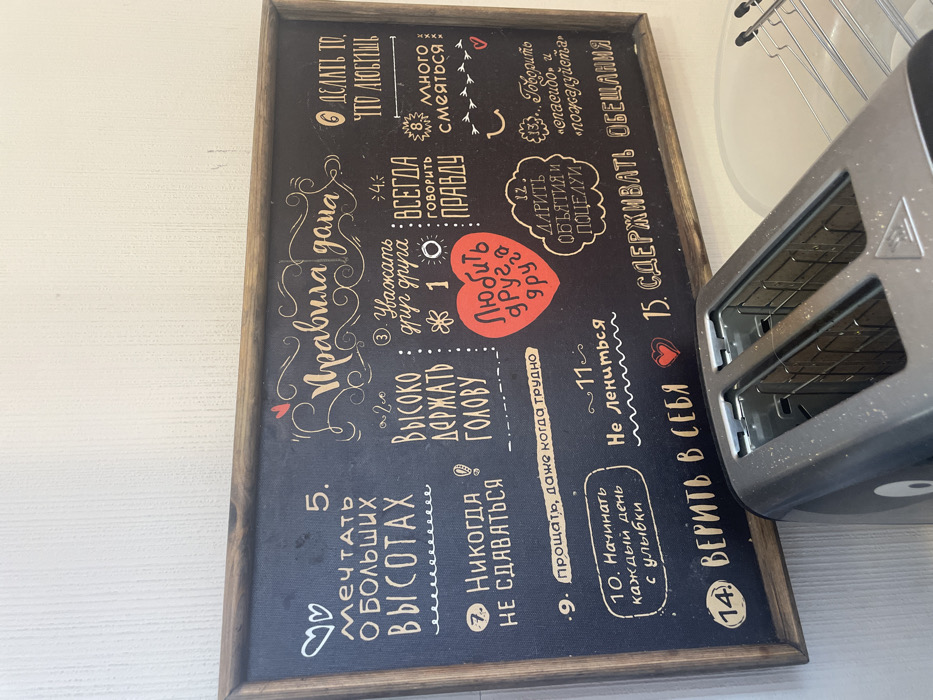 Правила дома
5.
Мечтать
о больших
высотах
2
Высоко
держать
голову
3 Уважать
друг друга
1
Любить
друг
друга
4.
Всегда
говорить
правду
6 Делать то,
что любишь
7. Никогда
не сдаваться
8. много
смеяться
9. прощать, даже когда трудно
10. Начинать
каждый день
с улыбки
11
Не лениться
12.
Дарить
объятия и
поцелуи
13. Говорить
«спасибо» и
«пожалуйста»
14. Верить в себя
15. Сдерживать обещания